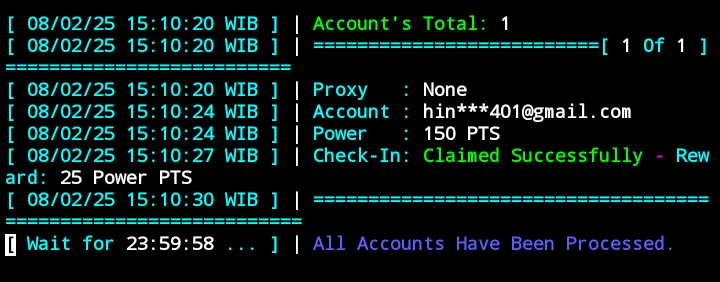 [ 08/02/25 15:10:20 WIB ] | Account's Total: 1
[ 08/02/25 15:10:20 WIB ] | ==========================[ 1 Of 1 ]
==========================
[ 08/02/25 15:10:20 WIB ] | Proxy   : None
[ 08/02/25 15:10:24 WIB ] | Account : hin***401@gmail.com
[ 08/02/25 15:10:24 WIB ] | Power   : 150 PTS
[ 08/02/25 15:10:27 WIB ] | Check-In: Claimed Successfully - Rew
ard: 25 Power PTS
[ 08/02/25 15:10:30 WIB ] | ====================================
===========================
[ Wait for 23:59:58 ... ] | All Accounts Have Been Processed.